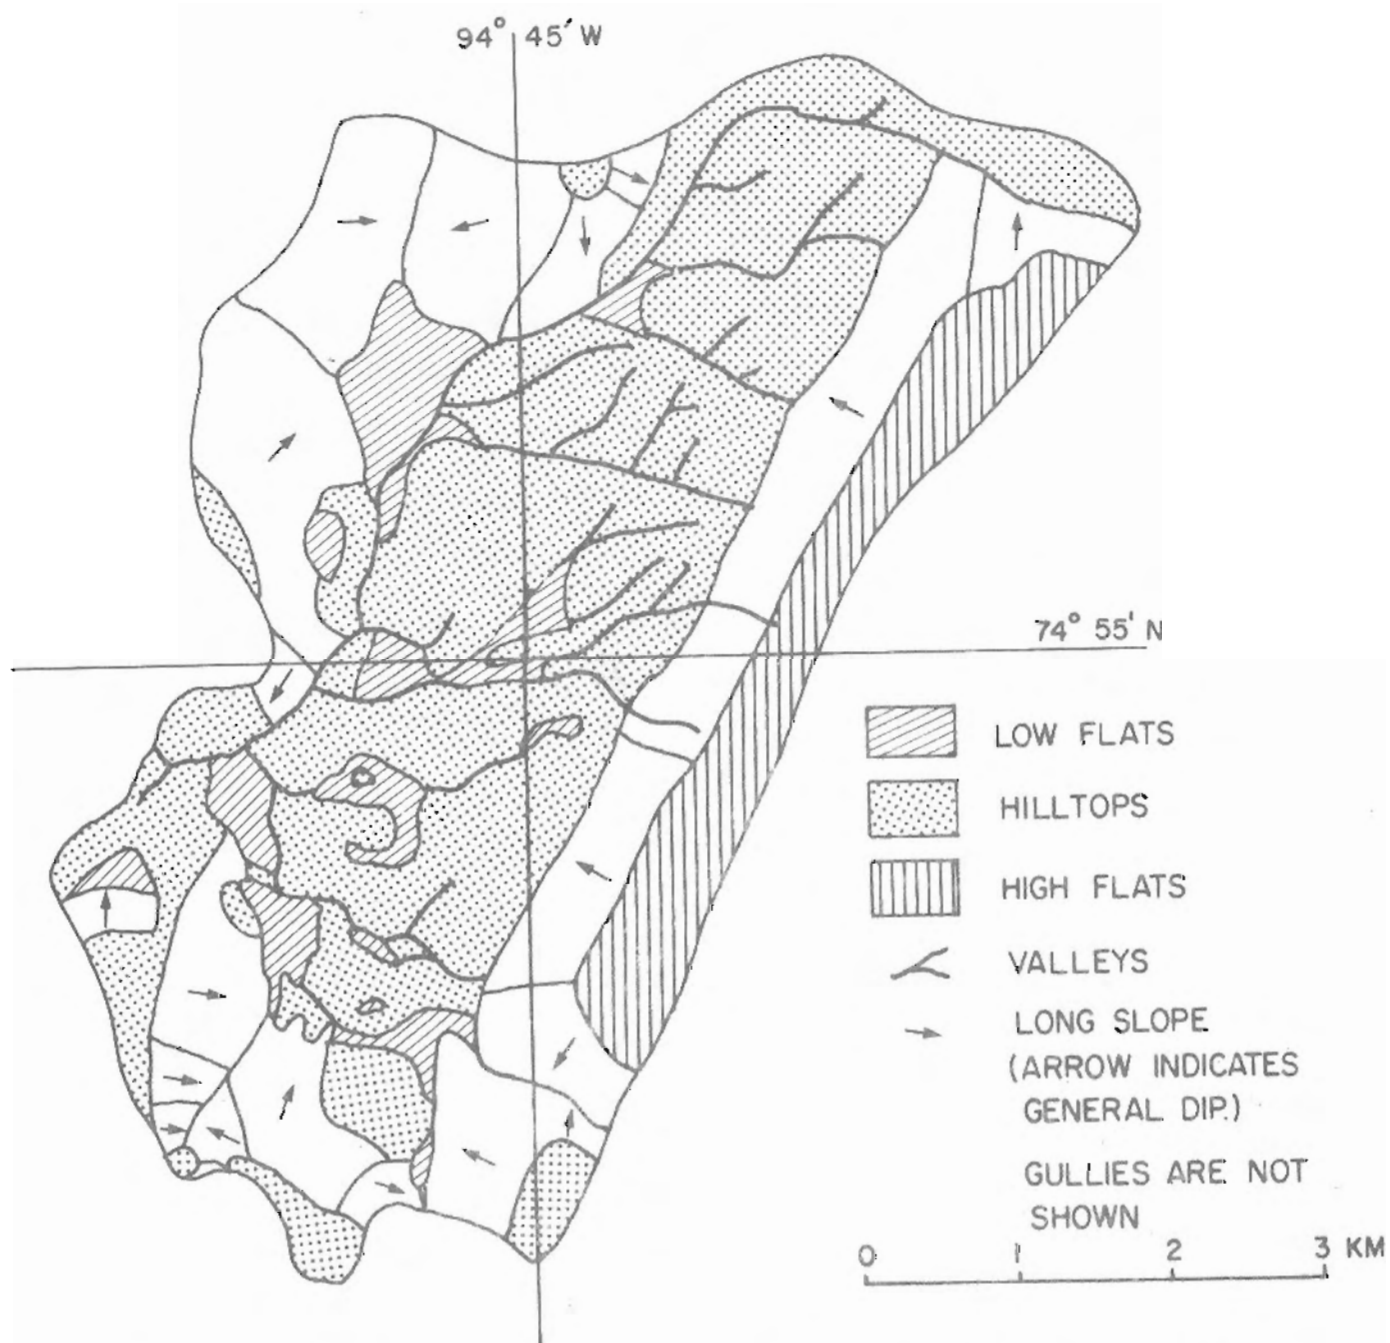 94° 45' W
74° 55' N
LOW FLATS
HILLTOPS
HIGH FLATS
VALLEYS
LONG SLOPE
(ARROW INDICATES
GENERAL DIP.)
GULLIES ARE NOT
SHOWN
0 1 2 3 KM